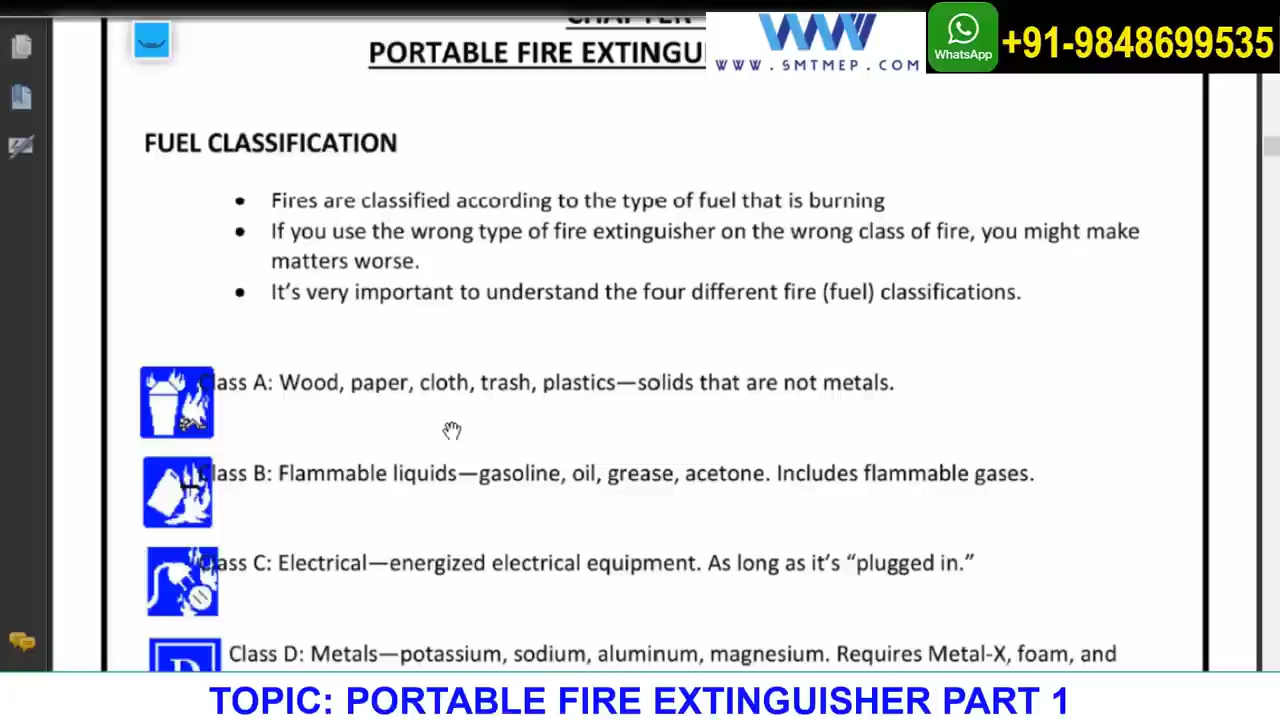 CHAPTER
PORTABLE FIRE EXTINGU
WWW.SMTMEP.COM
WhatsApp
+91-9848699535
FUEL CLASSIFICATION
• Fires are classified according to the type of fuel that is burning
• If you use the wrong type of fire extinguisher on the wrong class of fire, you might make
matters worse.
• It's very important to understand the four different fire (fuel) classifications.
Class A: Wood, paper, cloth, trash, plastics—solids that are not metals.
Class B: Flammable liquids—gasoline, oil, grease, acetone. Includes flammable gases.
Class C: Electrical—energized electrical equipment. As long as it's “plugged in.”
D
Class D: Metals—potassium, sodium, aluminum, magnesium. Requires Metal-X, foam, and
TOPIC: PORTABLE FIRE EXTINGUISHER PART 1